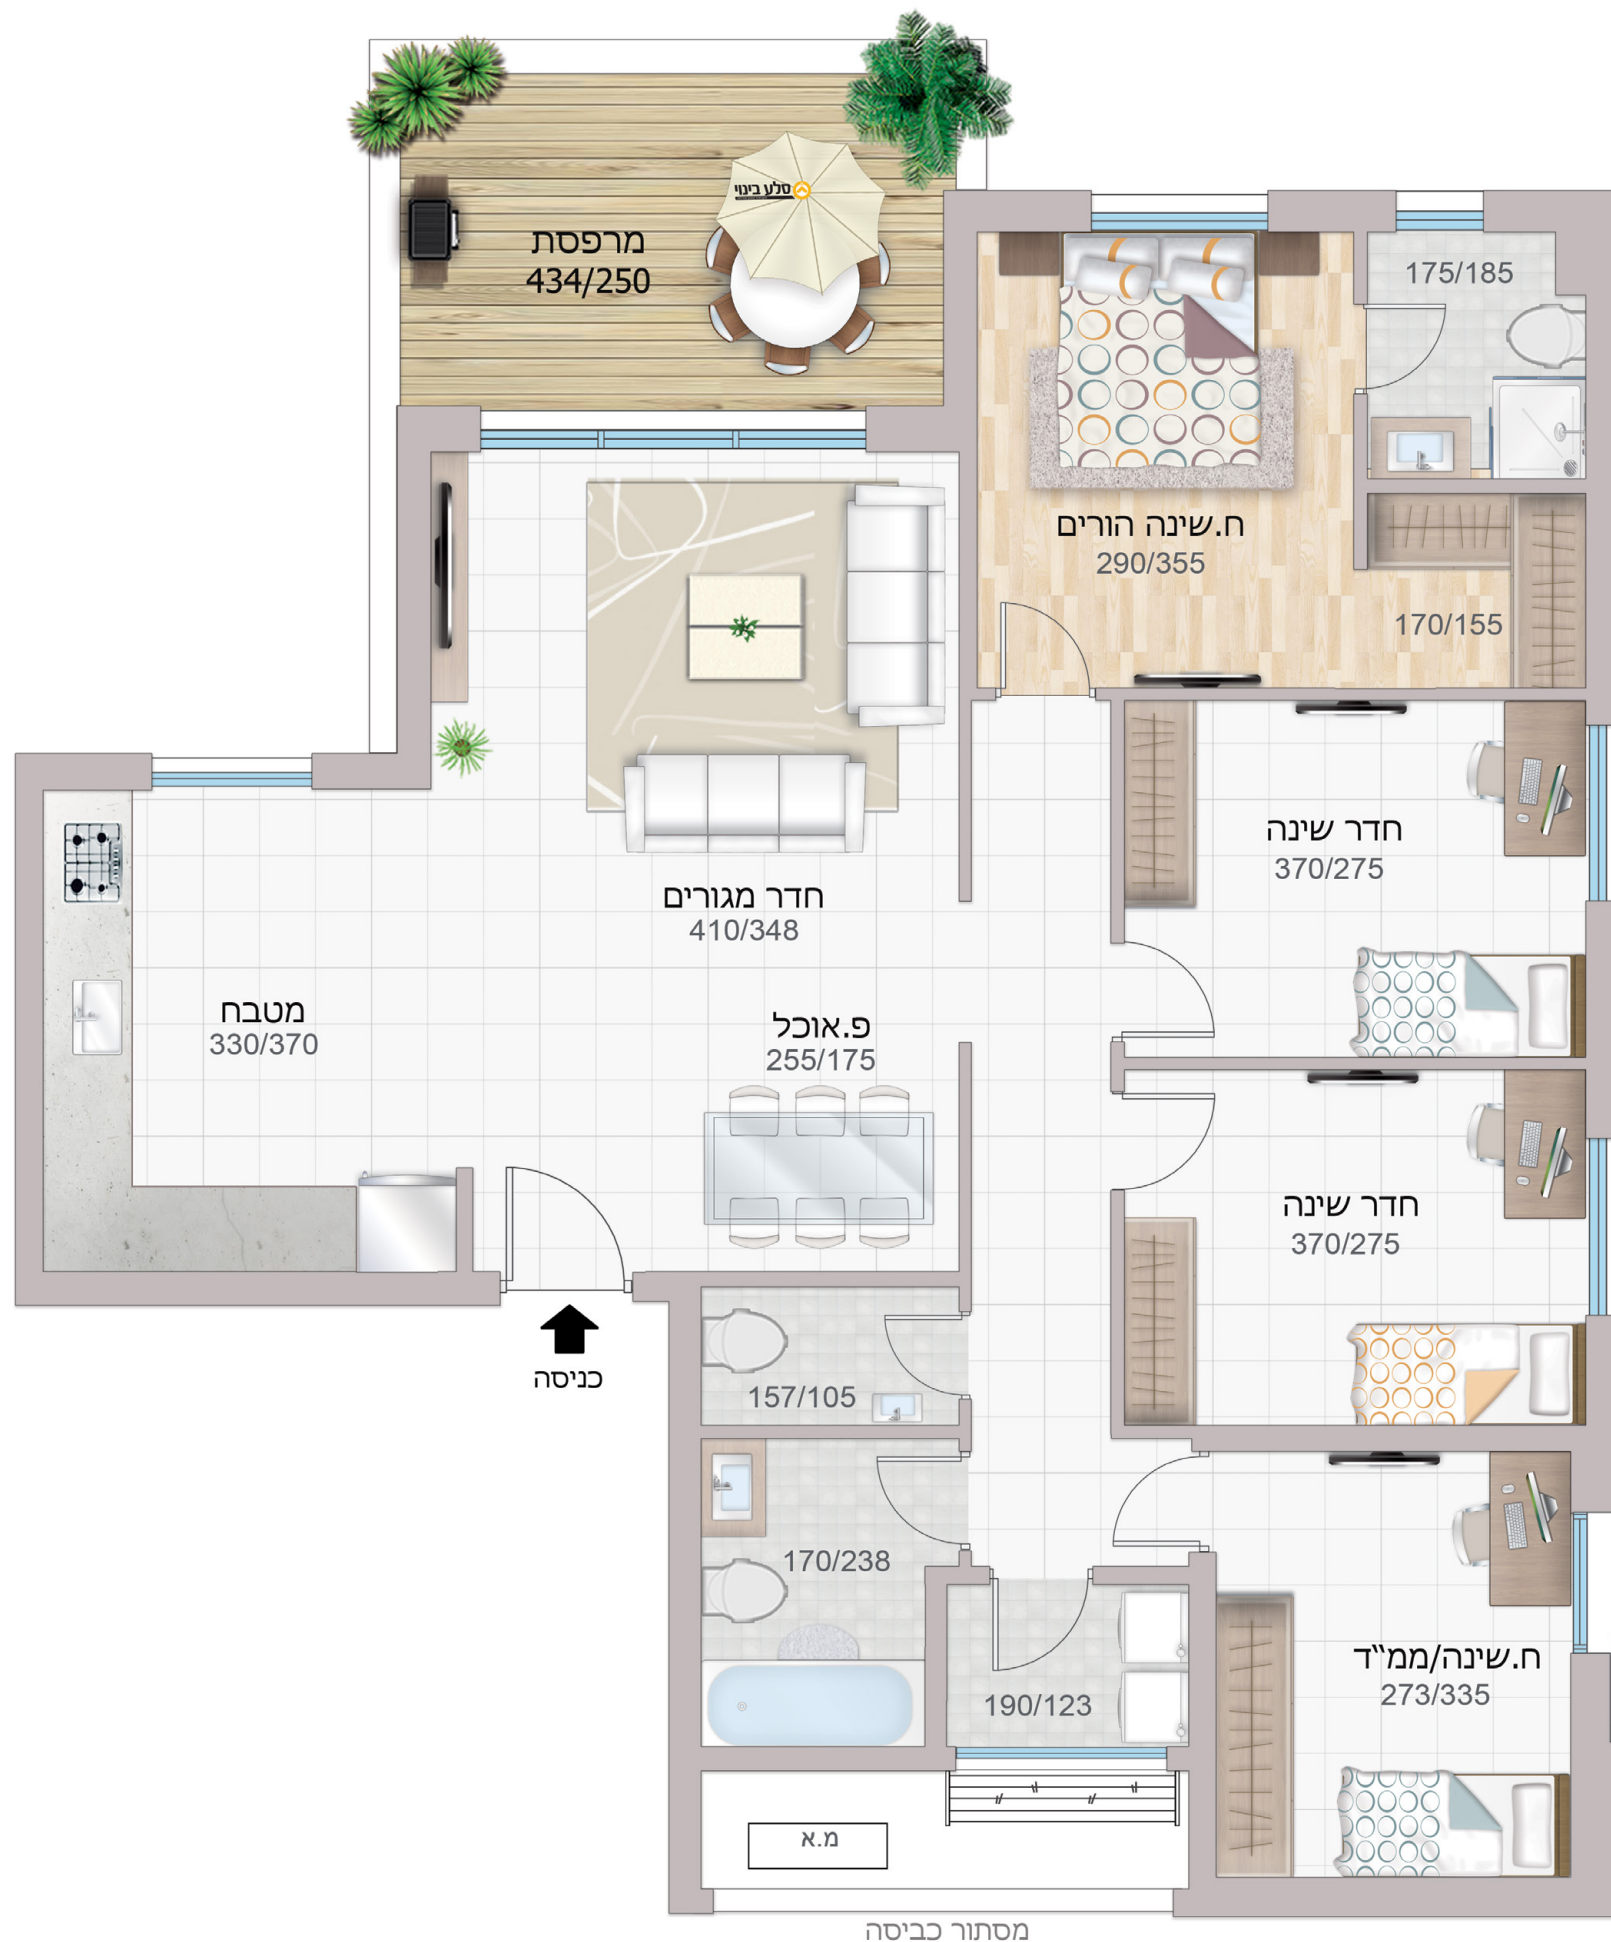 סלע בינוי
מרפסת
434/250
175/185
ח.שינה הורים
290/355
170/155
חדר שינה
370/275
חדר מגורים
410/348
מטבח
330/370
פ.אוכל
255/175
חדר שינה
370/275
כניסה
157/105
170/238
190/123
ח.שינה/ממ"ד
273/335
מ.א
מסתור כביסה